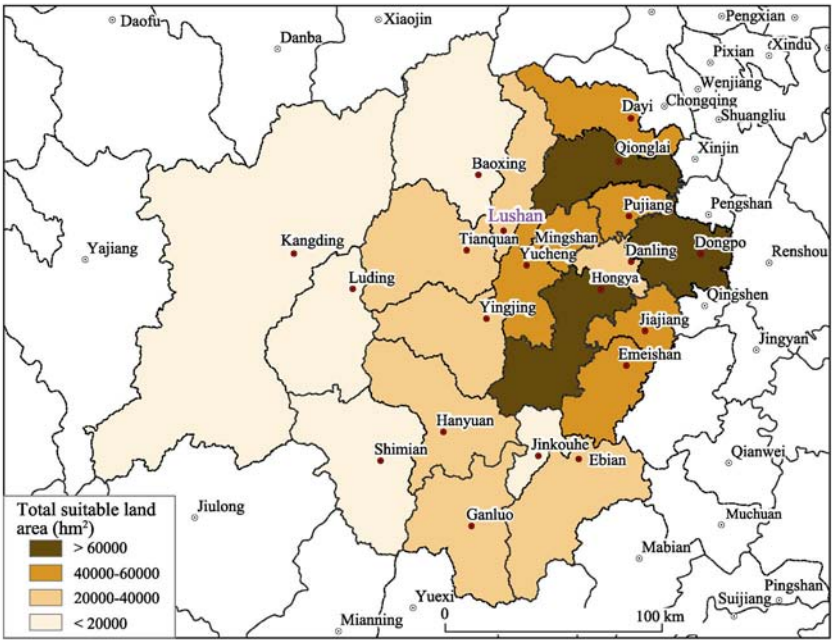 Daofu
Xiaojin
Pengxian
Danba
Pixian
Xindu
Wenjiang
Dayi
Chongqing
Shuangliu
Qionglai
Xinjin
Baoxing
Pujiang
Pengshan
Lushan
Kangding
Tianquan
Mingshan
Danling
Dongpo
Yajiang
Yucheng
Renshou
Luding
Hongya
Qingshen
Yingjing
Jiajiang
Jingyan
Emeishan
Hanyuan
Shimian
Jinkouhe
Ebian
Qianwei
Total suitable land
area (hm²)
Jiulong
Ganluo
Muchuan
> 60000
40000-60000
Mabian
20000-40000
Yuexi
Pingshan
< 20000
0
100 km
Suijiang
Mianning